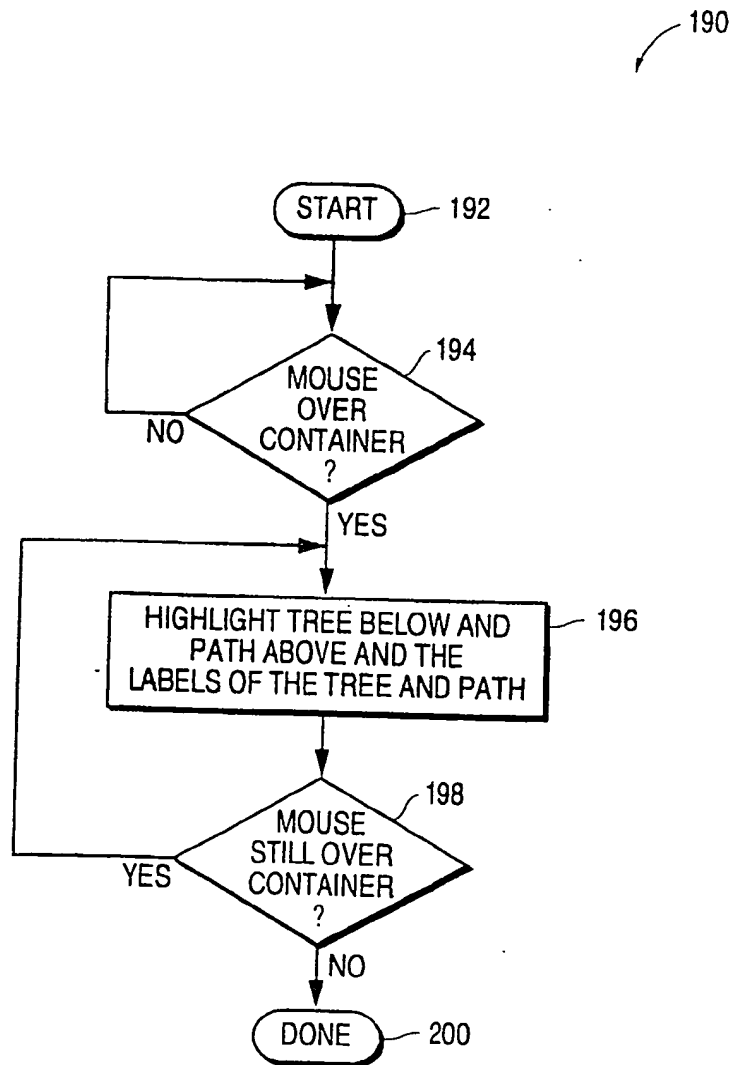 190
START
192
194
MOUSE
OVER
CONTAINER
?
NO
YES
HIGHLIGHT TREE BELOW AND
PATH ABOVE AND THE
LABELS OF THE TREE AND PATH
196
198
MOUSE
STILL OVER
CONTAINER
?
YES
NO
DONE
200